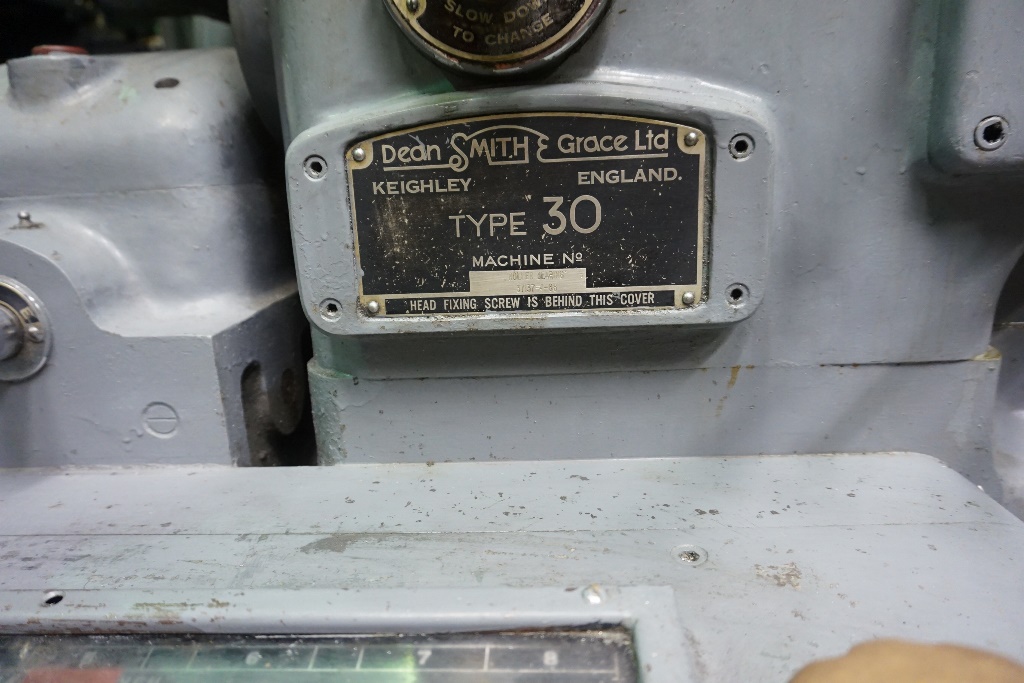 SLOW DOWN
TO CHANGE
Dean SMITH & Grace Ltd
KEIGHLEY ENGLAND.
TYPE 30
MACHINE Nº
HEAD FIXING SCREW IS BEHIND THIS COVER
6 7 8